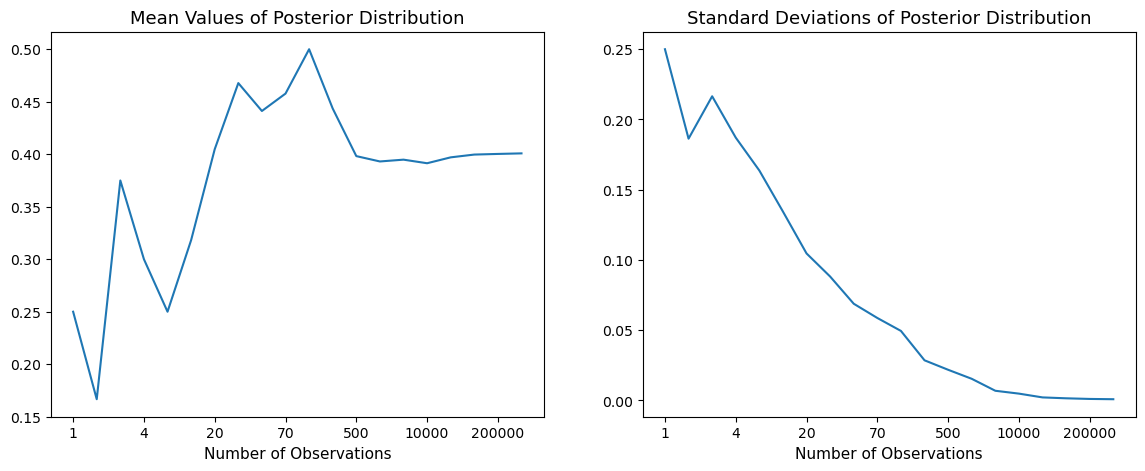 Mean Values of Posterior Distribution
0.50
0.45
0.40
0.35
0.30
0.25
0.20
0.15
1 4 20 70 500 10000 200000
Number of Observations
Standard Deviations of Posterior Distribution
0.25
0.20
0.15
0.10
0.05
0.00
1 4 20 70 500 10000 200000
Number of Observations